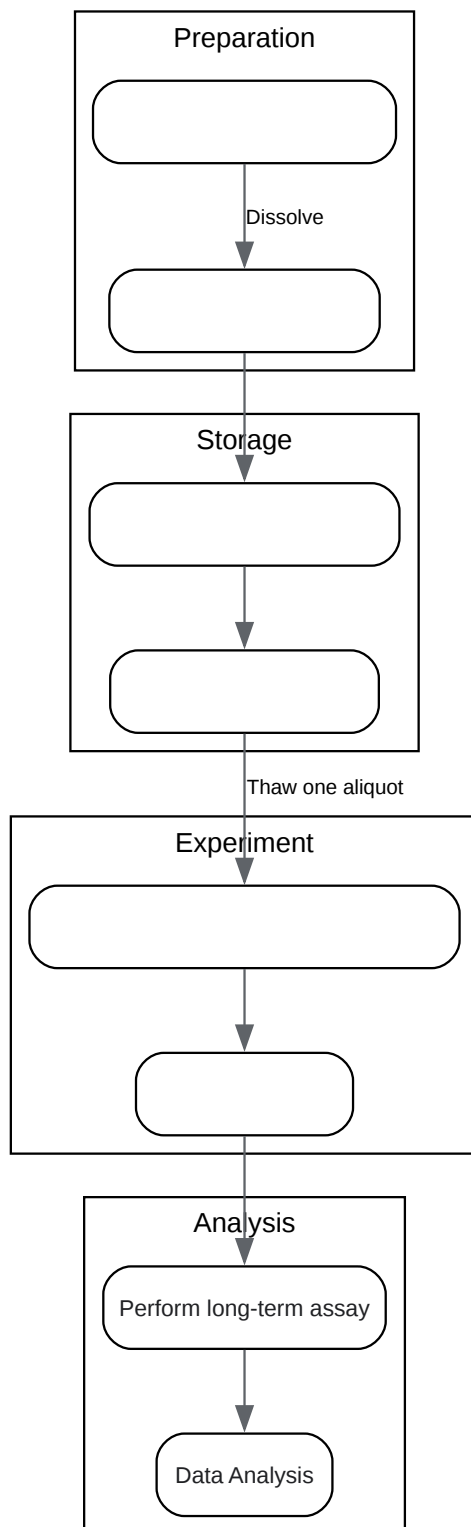 Preparation
Dissolve
Storage
Thaw one aliquot
Experiment
Analysis
Perform long-term assay
Data Analysis